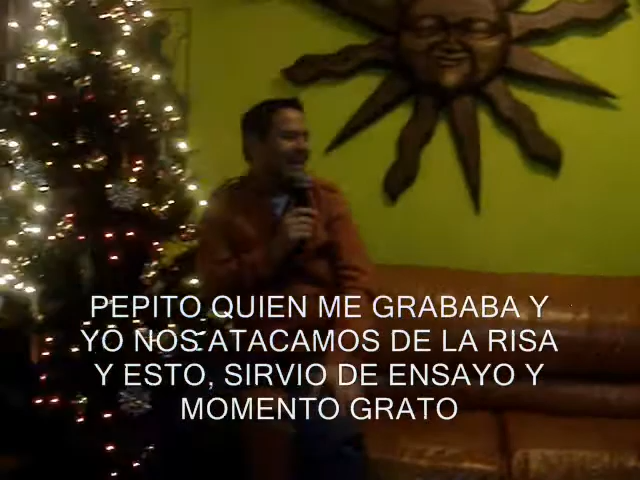 PEPITO QUIEN ME GRABABA Y
YO NOS ATACAMOS DE LA RISA
Y ESTO, SIRVIO DE ENSAYO Y
MOMENTO GRATO